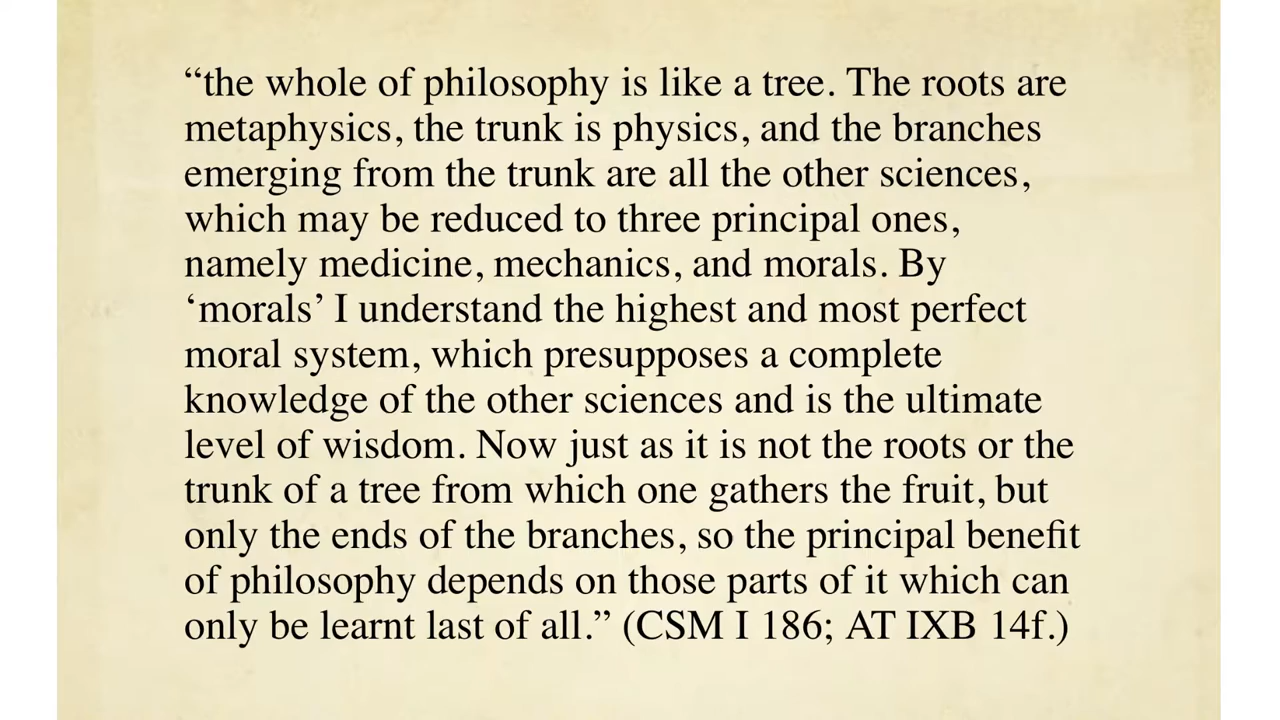 “the whole of philosophy is like a tree. The roots are
metaphysics, the trunk is physics, and the branches
emerging from the trunk are all the other sciences,
which may be reduced to three principal ones,
namely medicine, mechanics, and morals. By
‘morals’ I understand the highest and most perfect
moral system, which presupposes a complete
knowledge of the other sciences and is the ultimate
level of wisdom. Now just as it is not the roots or the
trunk of a tree from which one gathers the fruit, but
only the ends of the branches, so the principal benefit
of philosophy depends on those parts of it which can
only be learnt last of all.” (CSM I 186; AT IXB 14f.)